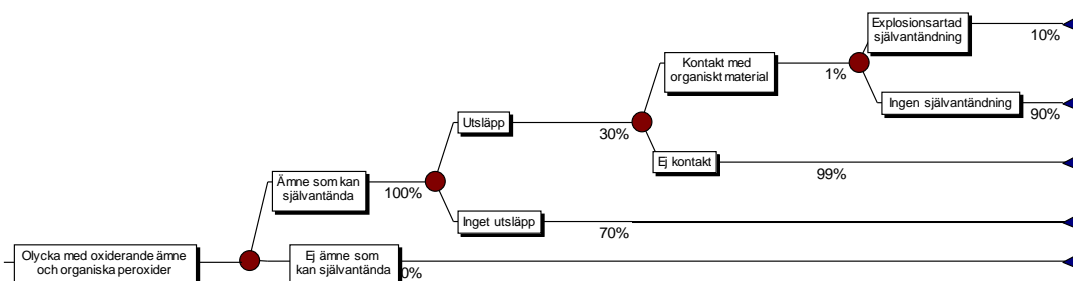 Explosionsartad
självantändning
10%
Kontakt med
organiskt material
1%
Ingen självantändning
90%
Utsläpp
30%
Ej kontakt
99%
Ämne som kan
självantända
100%
Inget utsläpp
70%
Olycka med oxiderande ämne
och organiska peroxider
Ej ämne som
kan självantända
0%